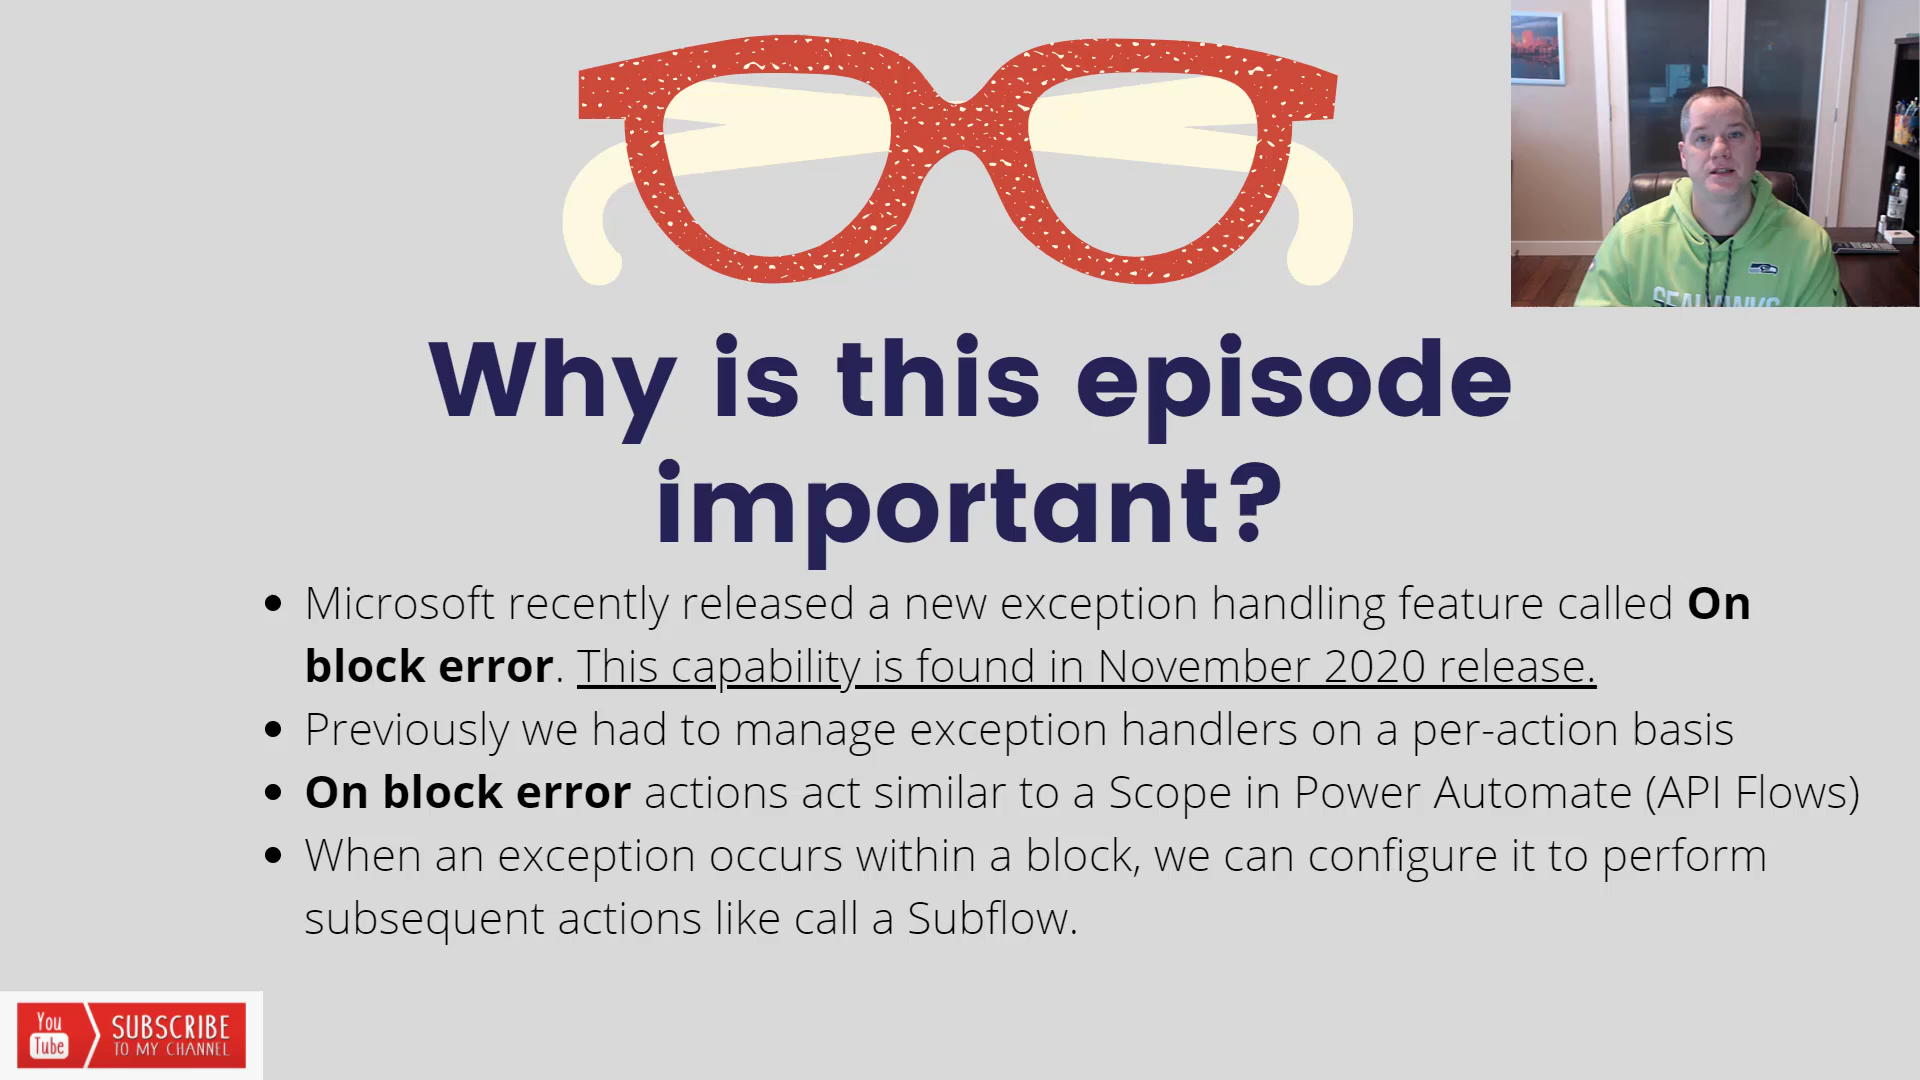 Why is this episode
important?
• Microsoft recently released a new exception handling feature called On
block error. This capability is found in November 2020 release.
• Previously we had to manage exception handlers on a per-action basis
• On block error actions act similar to a Scope in Power Automate (API Flows)
• When an exception occurs within a block, we can configure it to perform
subsequent actions like call a Subflow.
You
Tube
SUBSCRIBE
TO MY CHANNEL
SEAHAWKS